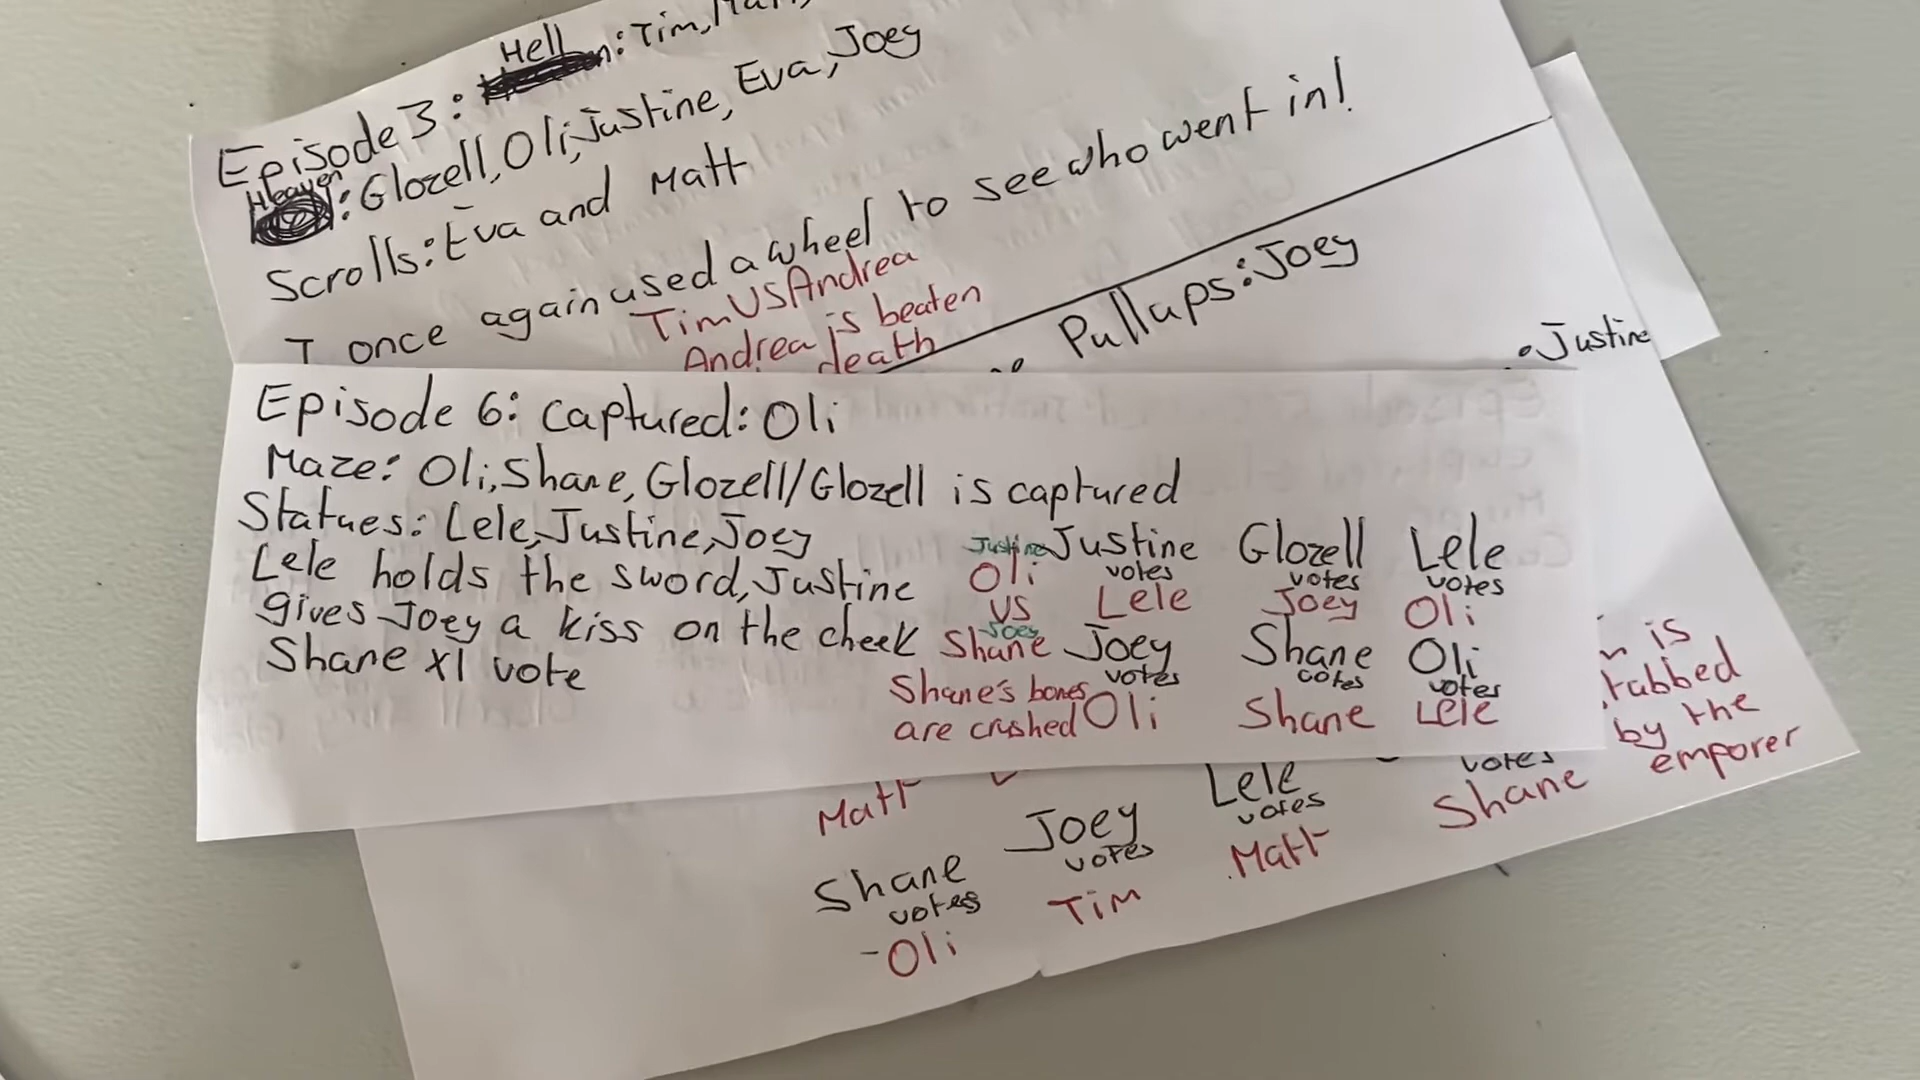 Hell: Tim, Matt,
Episode 3:
Heaven: Glozell, Oli, Justine, Eva, Joey
Scrolls: Eva and Matt
I once again used a wheel to see who went in!
Tim VS Andrea
Andrea is beaten
death
Pullups: Joey
• Justine
Episode 6: Captured: Oli
Maze: Oli, Shane, Glozell/Glozell is captured
Statues: Lele, Justine, Joey
Lele holds the sword, Justine
gives Joey a kiss on the cheek
Shane x1 vote
Justine
Oli
VS
Joey
Shane
Shane's bones
are crushed
Justine Glozell Lele
votes votes votes
Lele Joey Oli
Joey Shane Oli
votes votes votes
Oli Shane Lele
is
by the
emporer
Matt
Lele votes
Shane Joey votes
votes Matt Shane
Tim
-Oli